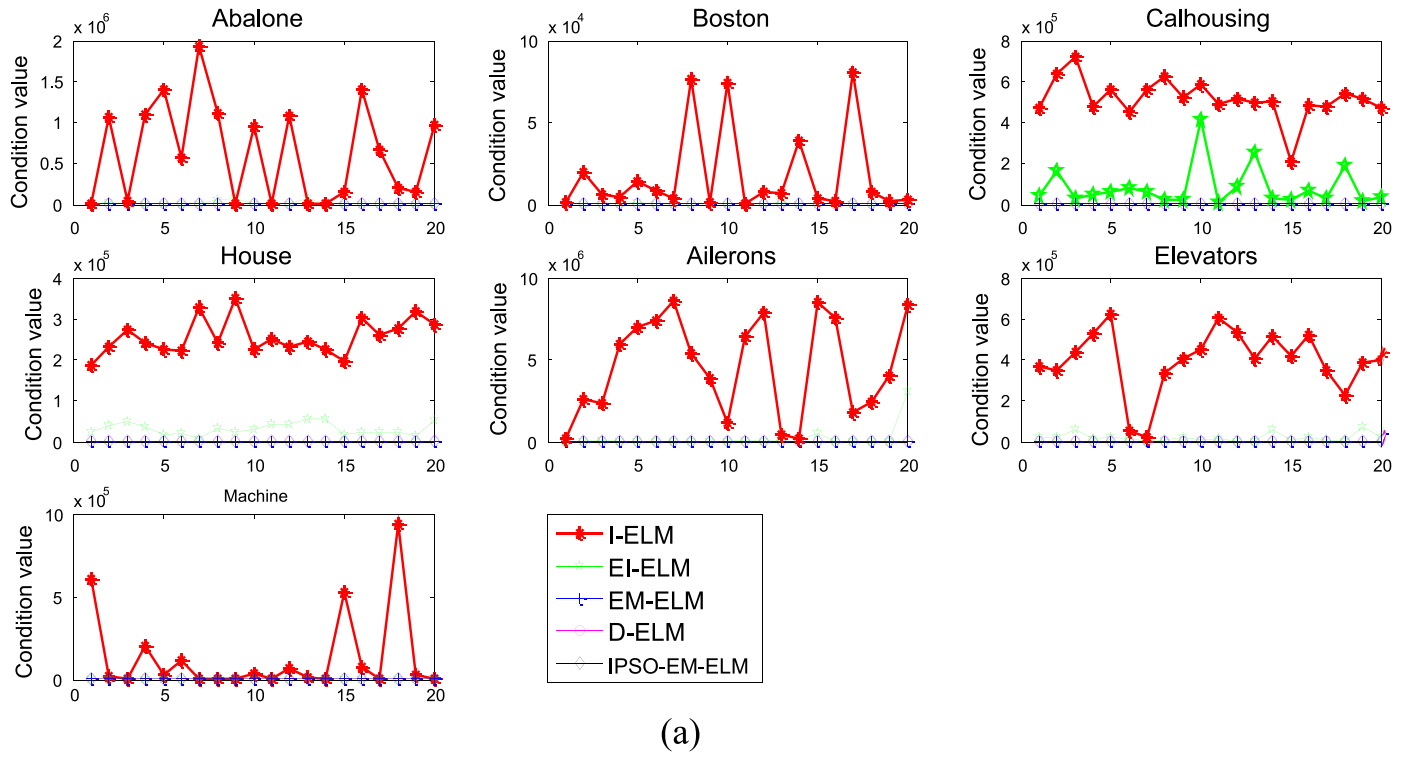 Abalone
x 10^6
Condition value
2
1.5
1
0.5
0
0 5 10 15 20
Boston
x 10^4
Condition value
10
5
0
0 5 10 15 20
Calhousing
x 10^5
Condition value
8
6
4
2
0
0 5 10 15 20
House
x 10^5
Condition value
4
3
2
1
0
0 5 10 15 20
Ailerons
x 10^6
Condition value
10
5
0
0 5 10 15 20
Elevators
x 10^5
Condition value
8
6
4
2
0
0 5 10 15 20
Machine
x 10^5
Condition value
10
5
0
0 5 10 15 20
I-ELM
EI-ELM
EM-ELM
D-ELM
IPSO-EM-ELM
(a)